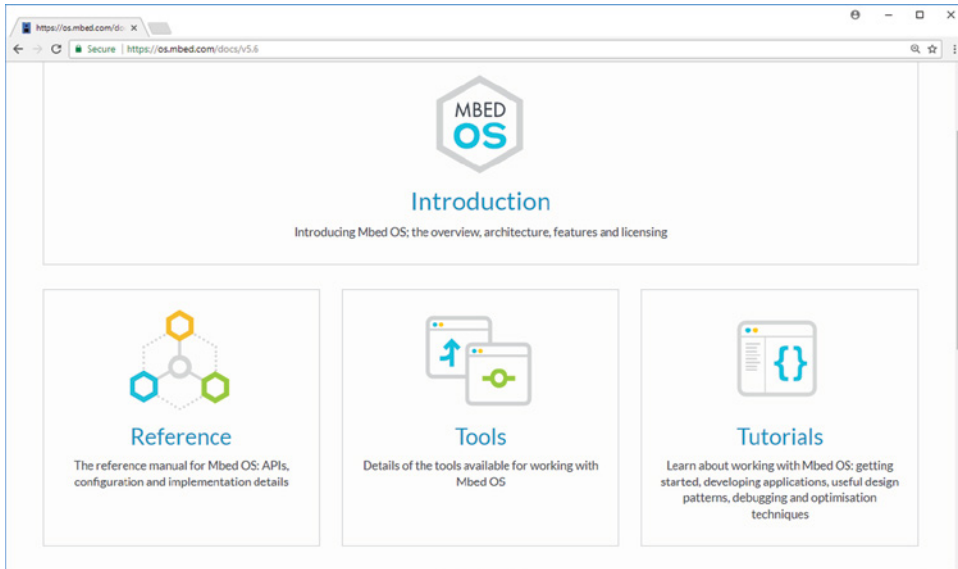 https://os.mbed.com/do
Secure | https://os.mbed.com/docs/v5.6
MBED
OS
Introduction
Introducing Mbed OS; the overview, architecture, features and licensing
Reference
The reference manual for Mbed OS: APIs,
configuration and implementation details
Tools
Details of the tools available for working with
Mbed OS
{}
Tutorials
Learn about working with Mbed OS: getting
started, developing applications, useful design
patterns, debugging and optimisation
techniques